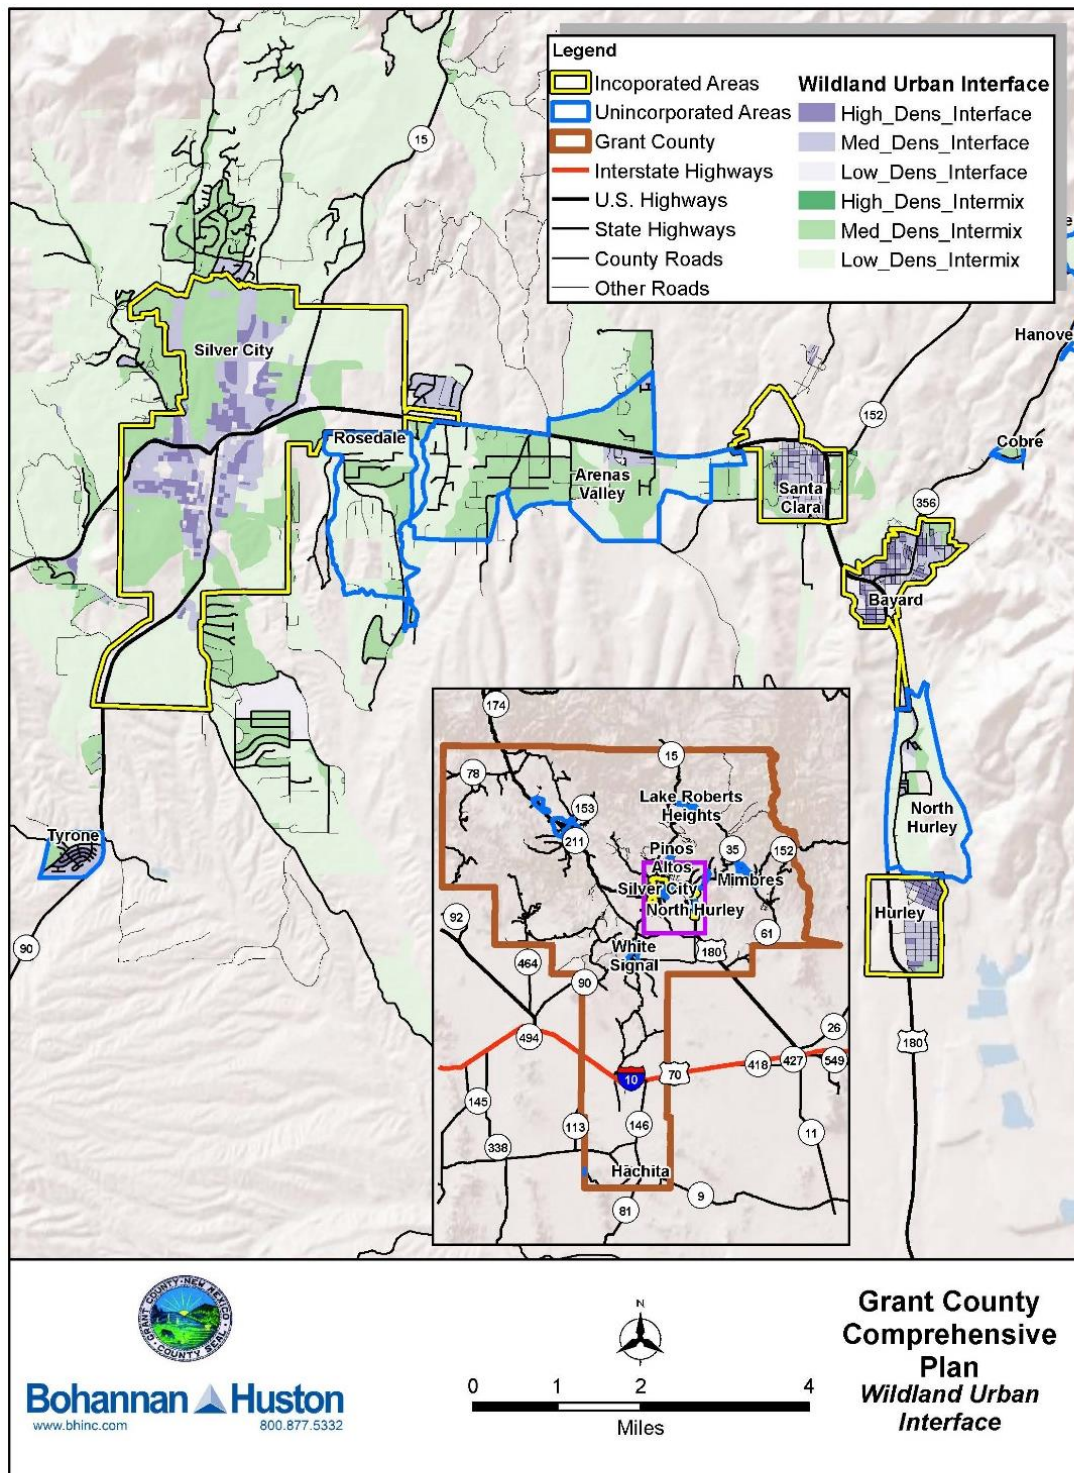 Legend
Incoporated Areas
Unincorporated Areas
Grant County
Interstate Highways
U.S. Highways
State Highways
County Roads
Other Roads
Wildland Urban Interface
High_Dens_Interface
Med_Dens_Interface
Low_Dens_Interface
High_Dens_Intermix
Med_Dens_Intermix
Low_Dens_Intermix
15
Silver City
Rosedale
Arenas
Valley
Santa
Clara
152
Hanove
Cobre
356
Bayard
North
Hurley
Hurley
180
Tyrone
90
174
15
78
153
211
Lake Roberts
Heights
Pinos
Altos
35
152
Mimbres
Silver City
North Hurley
92
61
White
Signal
180
464
90
494
26
10
70
418
427
549
145
113
146
11
338
Hachita
81
9
GRANT COUNTY-NEW MEXICO
COUNTY SEAL
Bohannan Huston
www.bhinc.com 800.877.5332
N
0 1 2 4
Miles
Grant County
Comprehensive
Plan
Wildland Urban
Interface